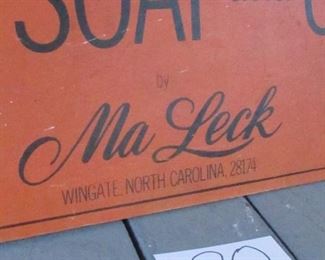 SOAP
by
Ma Leck
WINGATE, NORTH CAROLINA, 28174